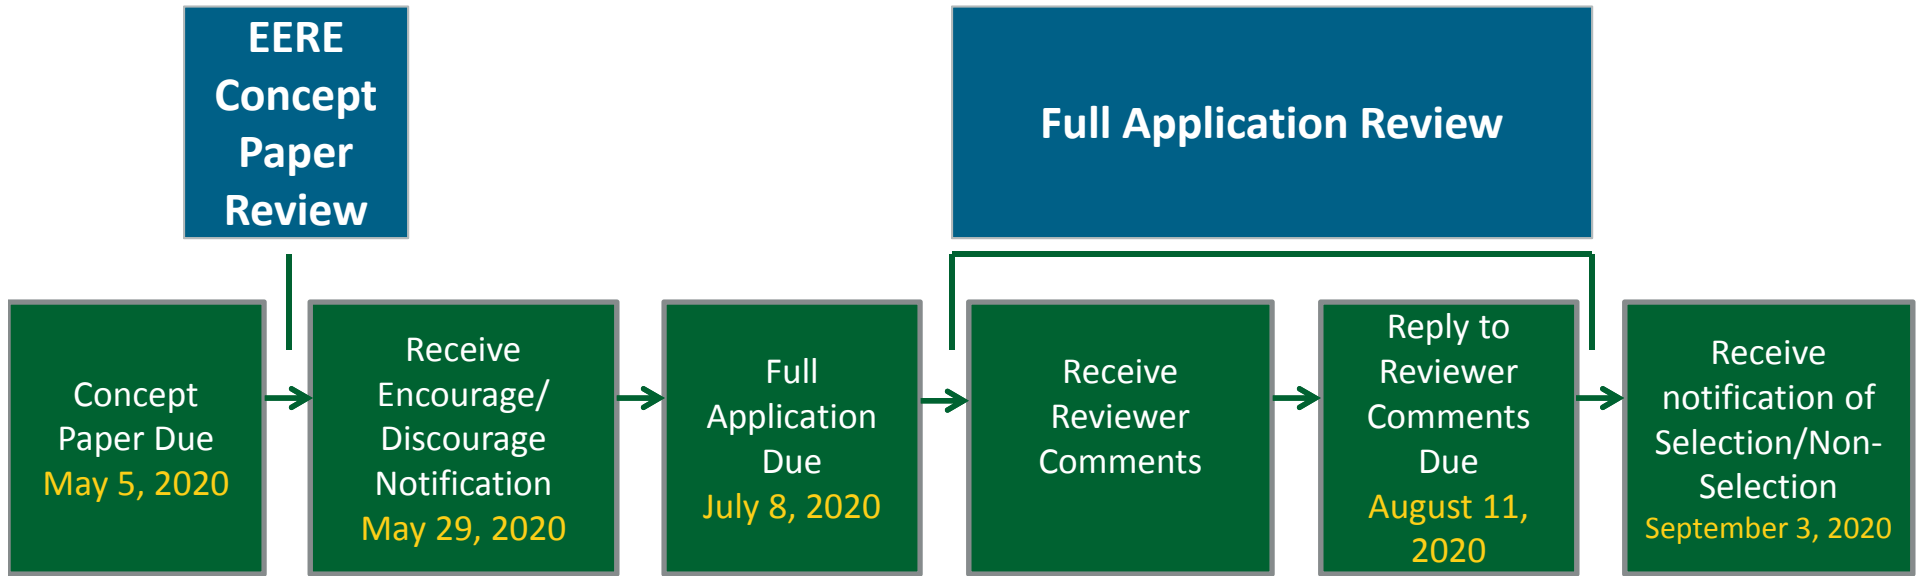 EERE
Concept
Paper
Review
Full Application Review
Concept
Paper Due
May 5, 2020
Receive
Encourage/
Discourage
Notification
May 29, 2020
Full
Application
Due
July 8, 2020
Receive
Reviewer
Comments
Reply to
Reviewer
Comments
Due
August 11,
2020
Receive
notification of
Selection/Non-
Selection
September 3, 2020